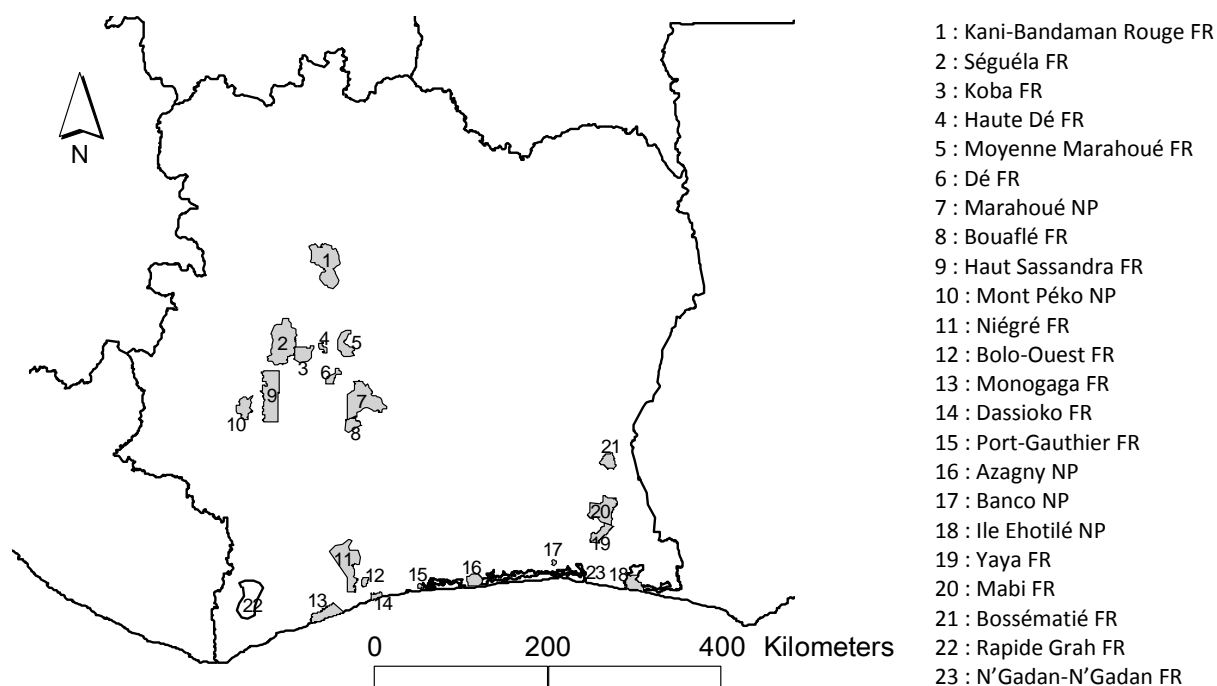 1 : Kani-Bandaman Rouge FR
2 : Séguéla FR
3 : Koba FR
4 : Haute Dé FR
5 : Moyenne Marahoué FR
6 : Dé FR
7 : Marahoué NP
8 : Bouaflé FR
9 : Haut Sassandra FR
10 : Mont Péko NP
11 : Niégré FR
12 : Bolo-Ouest FR
13 : Monogaga FR
14 : Dassioko FR
15 : Port-Gauthier FR
16 : Azagny NP
17 : Banco NP
18 : Ile Ehotilé NP
19 : Yaya FR
20 : Mabi FR
21 : Bossématié FR
22 : Rapide Grah FR
23 : N'Gadan-N'Gadan FR
N
1
2
3
4
5
6
7
8
9
10
21
20
19
17
11
12
15
16
23
18
22
13
14
0 200 400 Kilometers